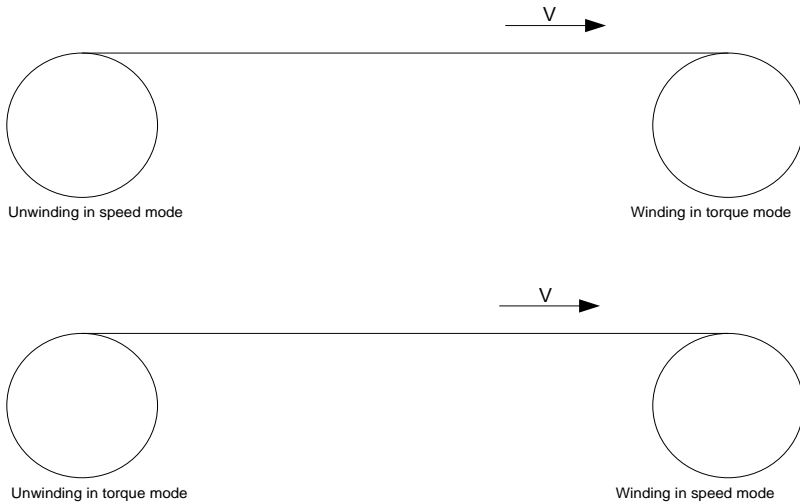 V
Unwinding in speed mode
Winding in torque mode
V
Unwinding in torque mode
Winding in speed mode